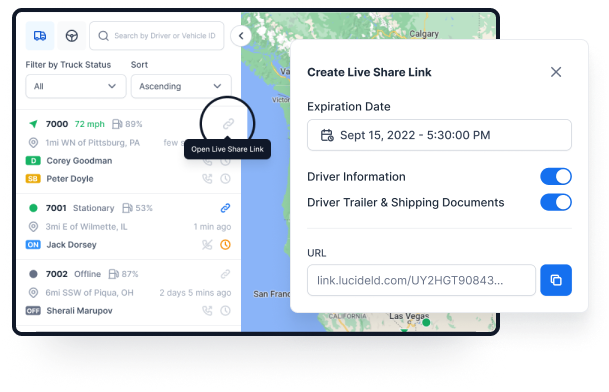 Search by Driver or Vehicle ID
Filter by Truck Status
Sort
All
Ascending
7000 72 mph 89%
1mi WN of Pittsburg, PA
few s
Open Live Share Link
D Corey Goodman
SB Peter Doyle
7001 Stationary 53%
3mi E of Wilmette, IL 1 min ago
ON Jack Dorsey
7002 Offline 87%
6mi SSW of Piqua, OH 2 days 5 mins ago
OFF Sherali Marupov
Calgary
Va
Victor
San Franc
CALIFORNIA
Las Vegas
Create Live Share Link
Expiration Date
Sept 15, 2022 - 5:30:00 PM
Driver Information
Driver Trailer & Shipping Documents
URL
link.lucideld.com/UY2HGT90843...